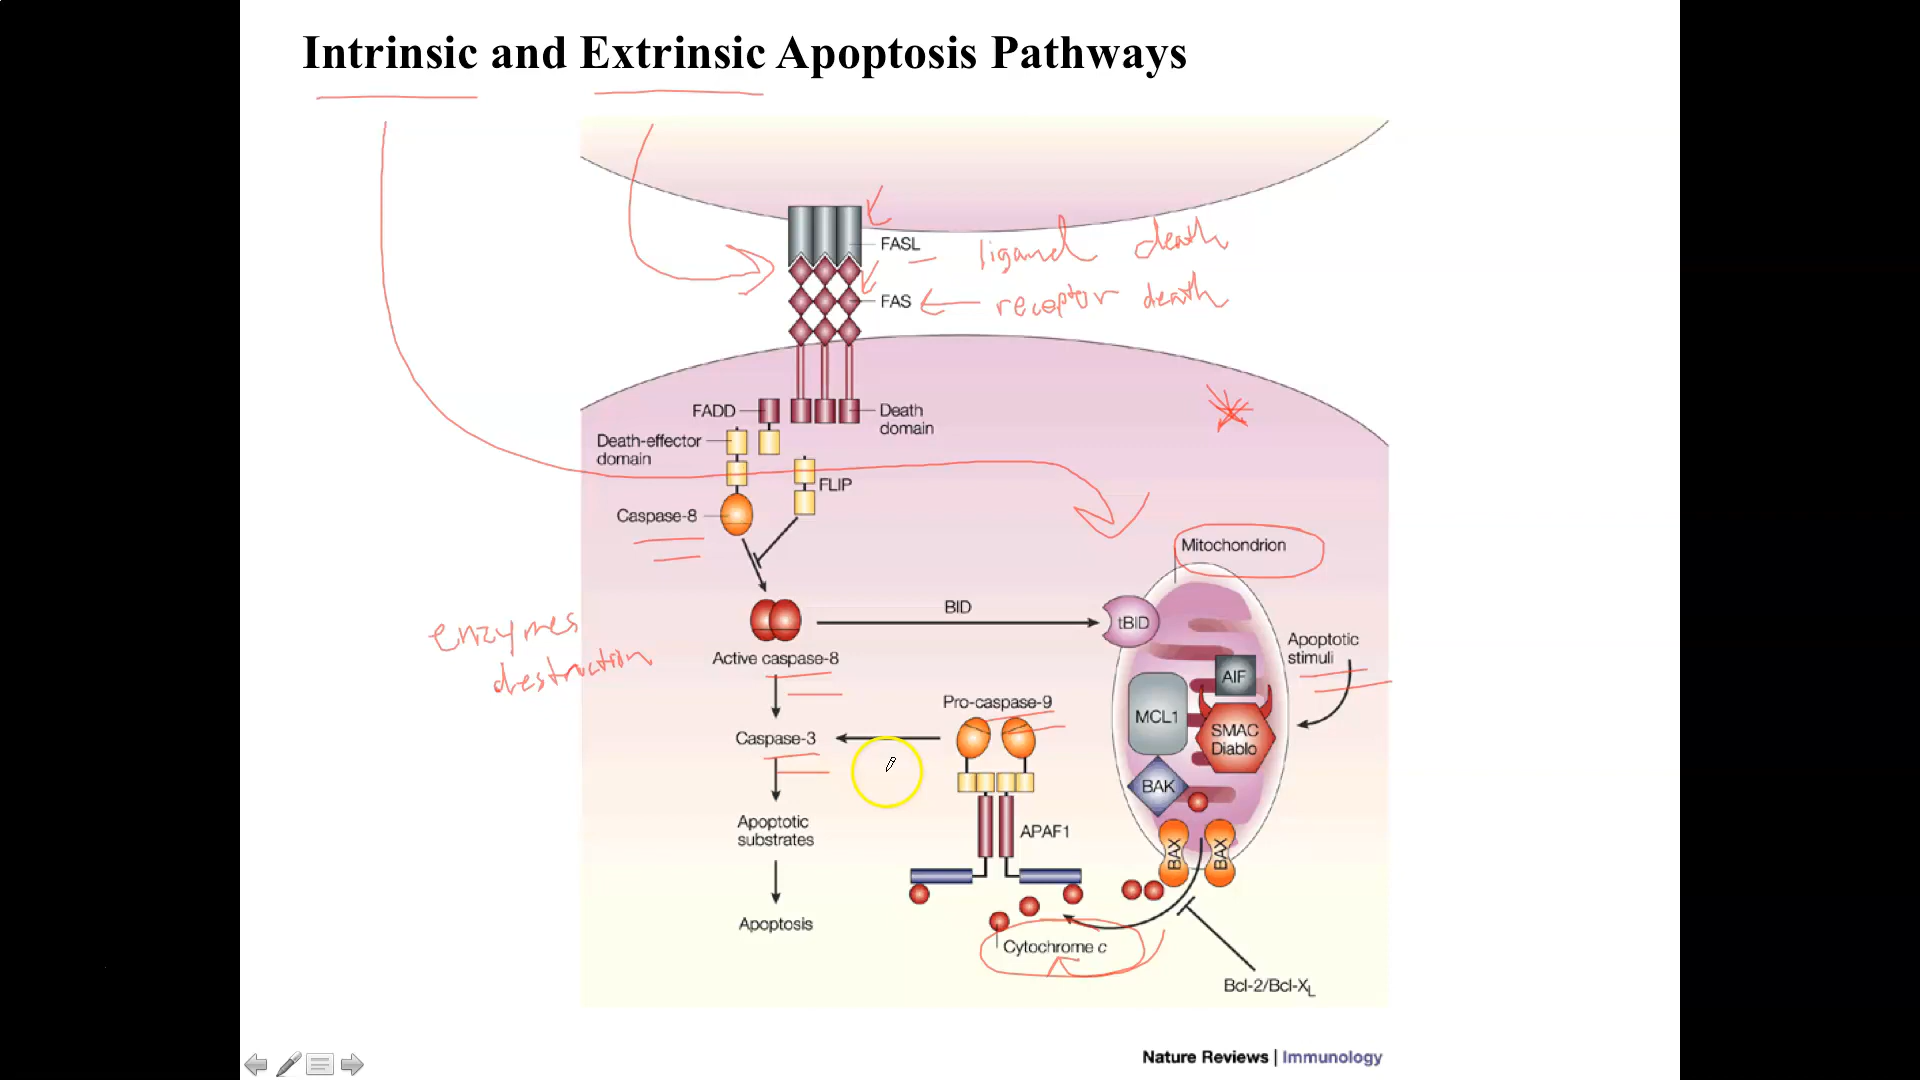 Intrinsic and Extrinsic Apoptosis Pathways
FASL
ligand death
FAS
receptor death
FADD
Death
domain
Death-effector
domain
FLIP
Caspase-8
Mitochondrion
BID
tBID
enzymes
destruction
Active caspase-8
Apoptotic
stimuli
AIF
Pro-caspase-9
MCL1
SMAC
Diablo
Caspase-3
BAK
Apoptotic
substrates
APAF1
BAX
BAX
Apoptosis
Cytochrome c
Bcl-2/Bcl-XL
Nature Reviews | Immunology